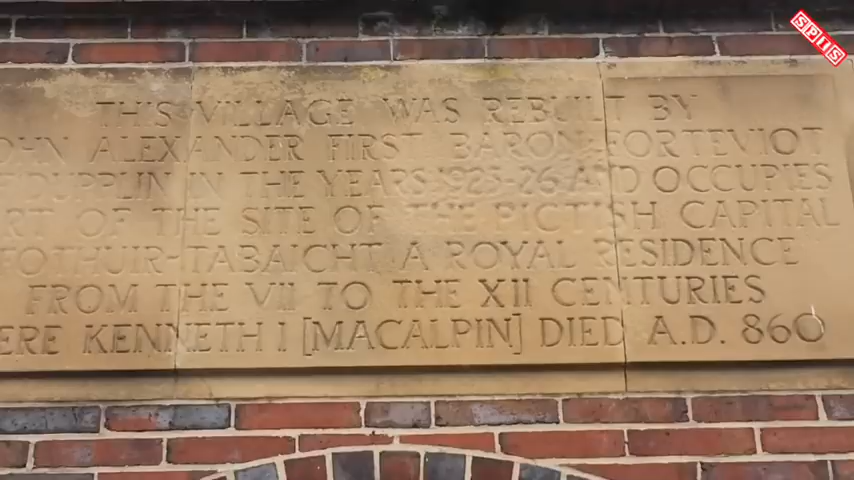 SPTS
THIS VILLAGE WAS REBUILT BY
OHN ALEXANDER FIRST BARON FORTEVIOT
DUPPLIN IN THE YEARS 1925-26 AND OCCUPIES
RT OF THE SITE OF THE PICTISH CAPITAL
FOTHUIR-TABAICHT A ROYAL RESIDENCE
FROM THE VII TO THE XII CENTURIES
ERE KENNETH I [MACALPIN] DIED A.D. 860